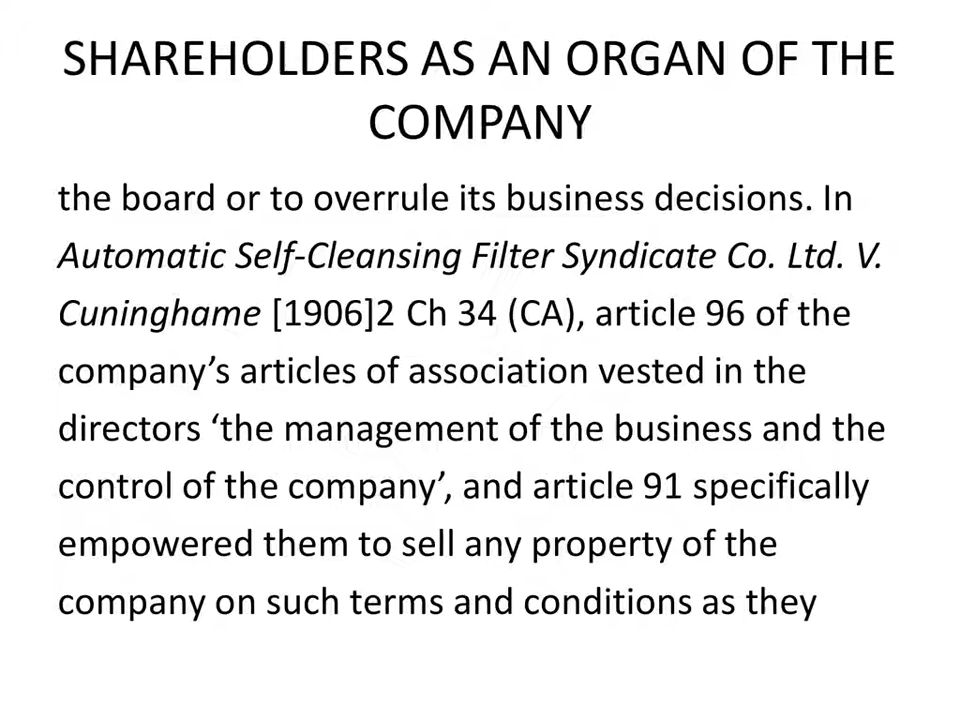 SHAREHOLDERS AS AN ORGAN OF THE
COMPANY
the board or to overrule its business decisions. In
Automatic Self-Cleansing Filter Syndicate Co. Ltd. V.
Cuninghame [1906]2 Ch 34 (CA), article 96 of the
company’s articles of association vested in the
directors ‘the management of the business and the
control of the company’, and article 91 specifically
empowered them to sell any property of the
company on such terms and conditions as they